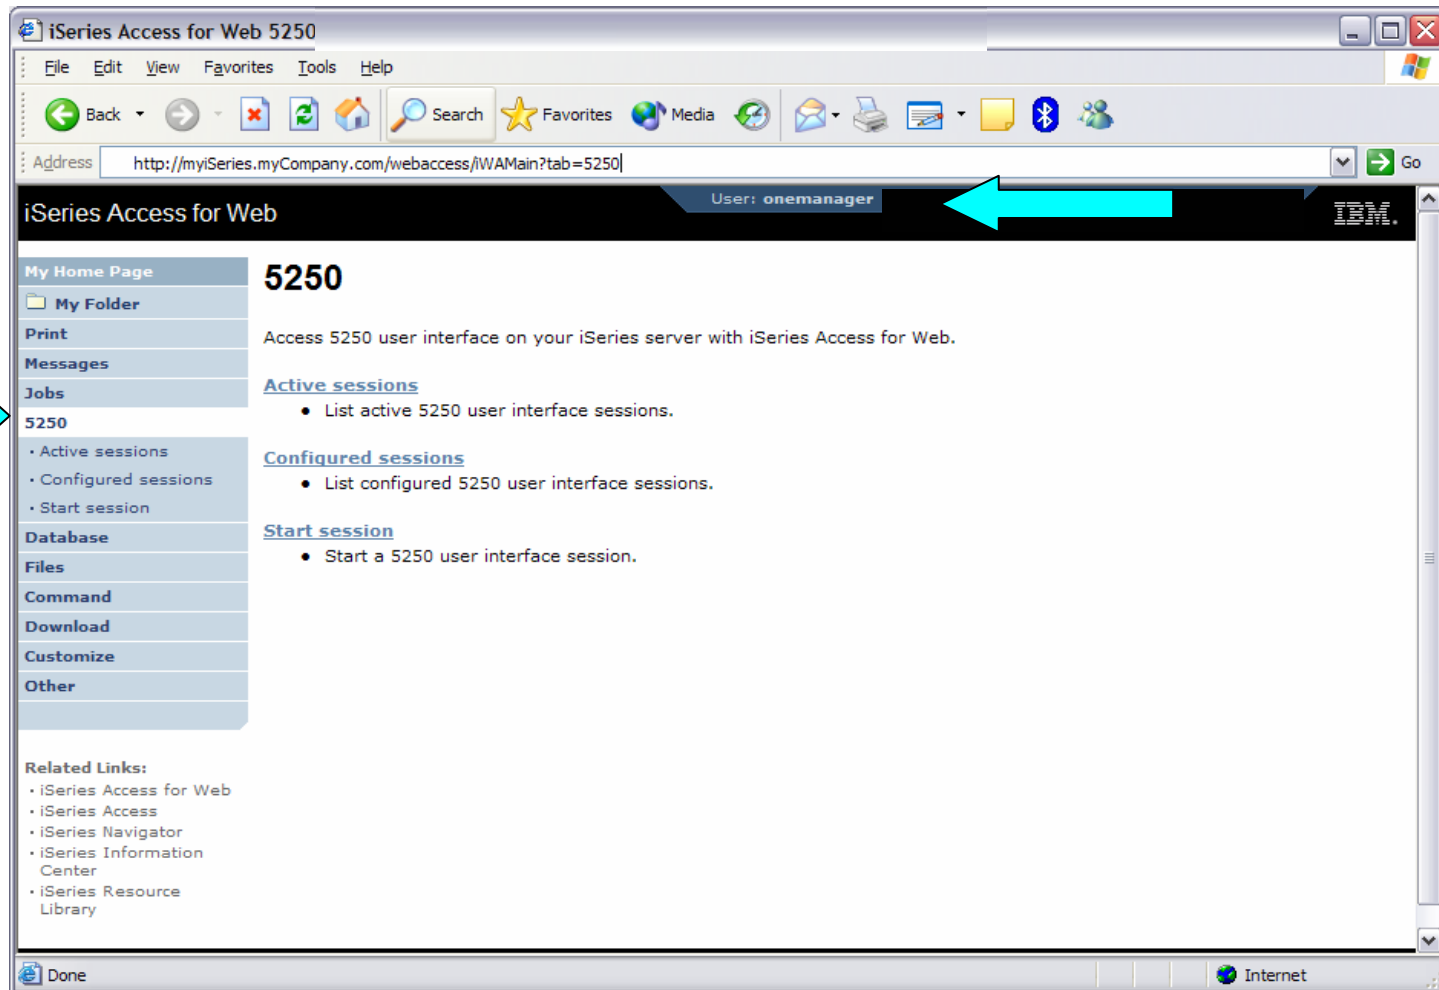 iSeries Access for Web 5250
File Edit View Favorites Tools Help
Back Search Favorites Media
Address http://myiSeries.myCompany.com/webaccess/iWAMain?tab=5250 Go
iSeries Access for Web
User: onemanager
IBM.
My Home Page
My Folder
Print
Messages
Jobs
5250
· Active sessions
· Configured sessions
· Start session
Database
Files
Command
Download
Customize
Other
Related Links:
· iSeries Access for Web
· iSeries Access
· iSeries Navigator
· iSeries Information
Center
· iSeries Resource
Library
5250
Access 5250 user interface on your iSeries server with iSeries Access for Web.
Active sessions
• List active 5250 user interface sessions.
Configured sessions
• List configured 5250 user interface sessions.
Start session
• Start a 5250 user interface session.
Done
Internet